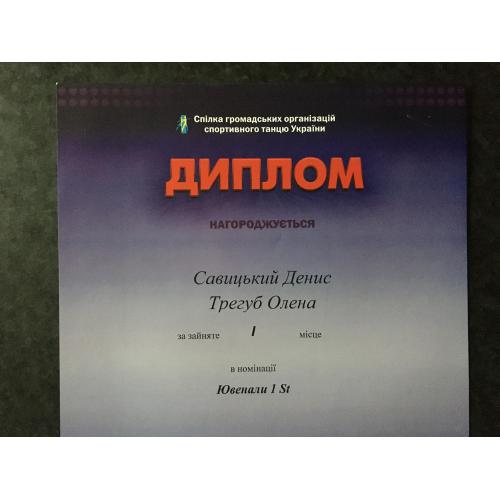 Спілка громадських організацій
спортивного танцю України
ДИПЛОМ
НАГОРОДЖУЄТЬСЯ
Савицький Денис
Трегуб Олена
за зайняте I місце
в номінації
Ювенали 1 St